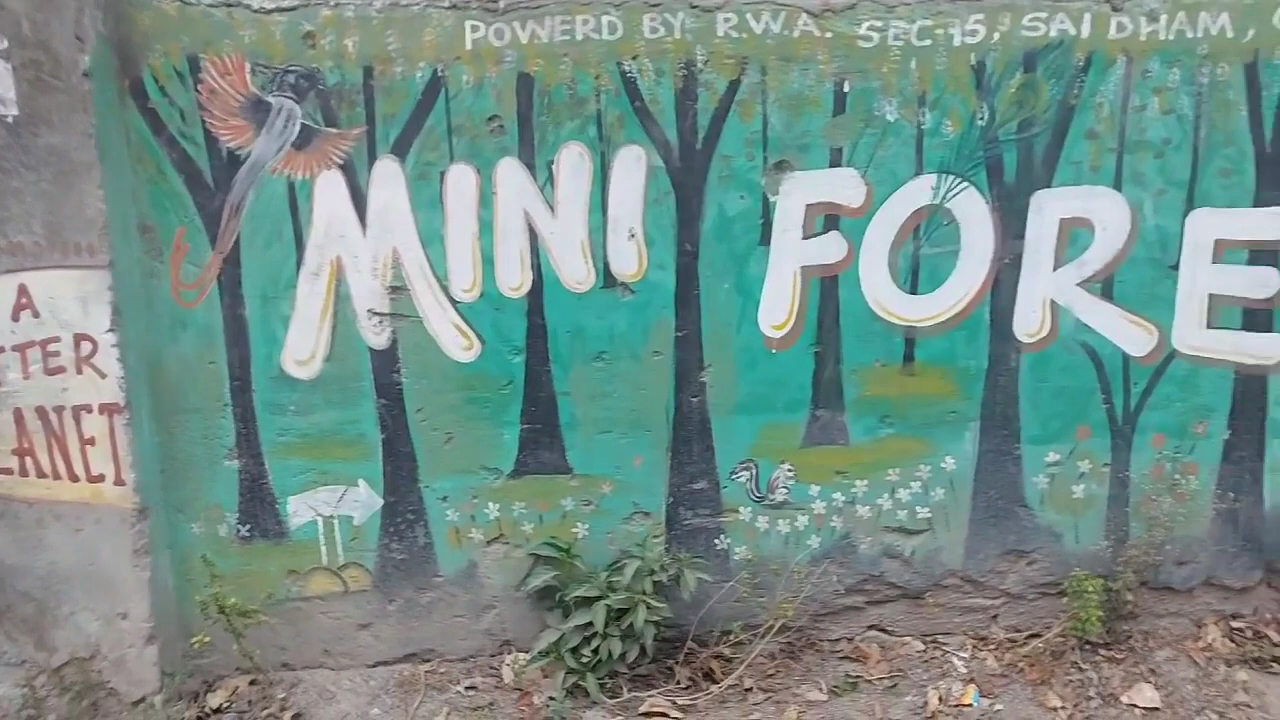 POWERD BY: R.W.A. SEC-15, SAI DHAM,
MINI FORE
A
TTER
LANET